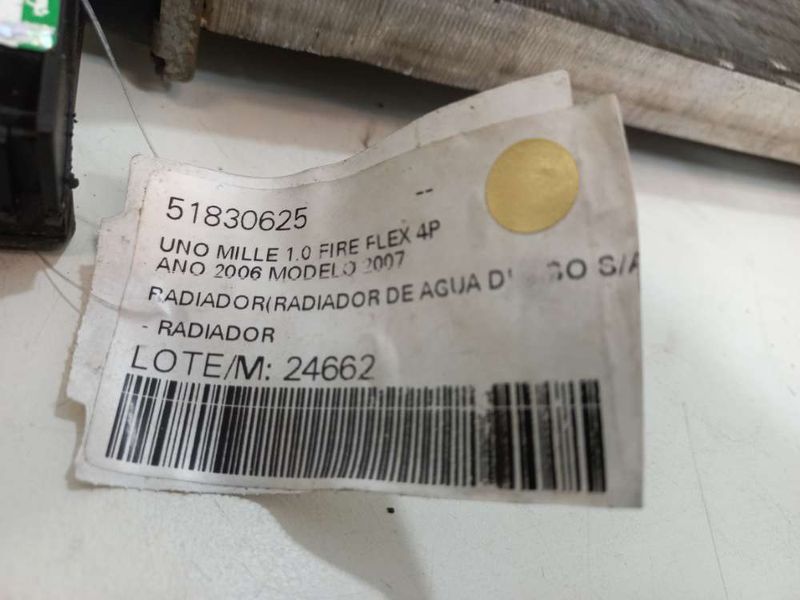 --
51830625
UNO MILLE 1.0 FIRE FLEX 4P
ANO 2006 MODELO 2007
RADIADOR(RADIADOR DE AGUA S/A
- RADIADOR
LOTE/M: 24662